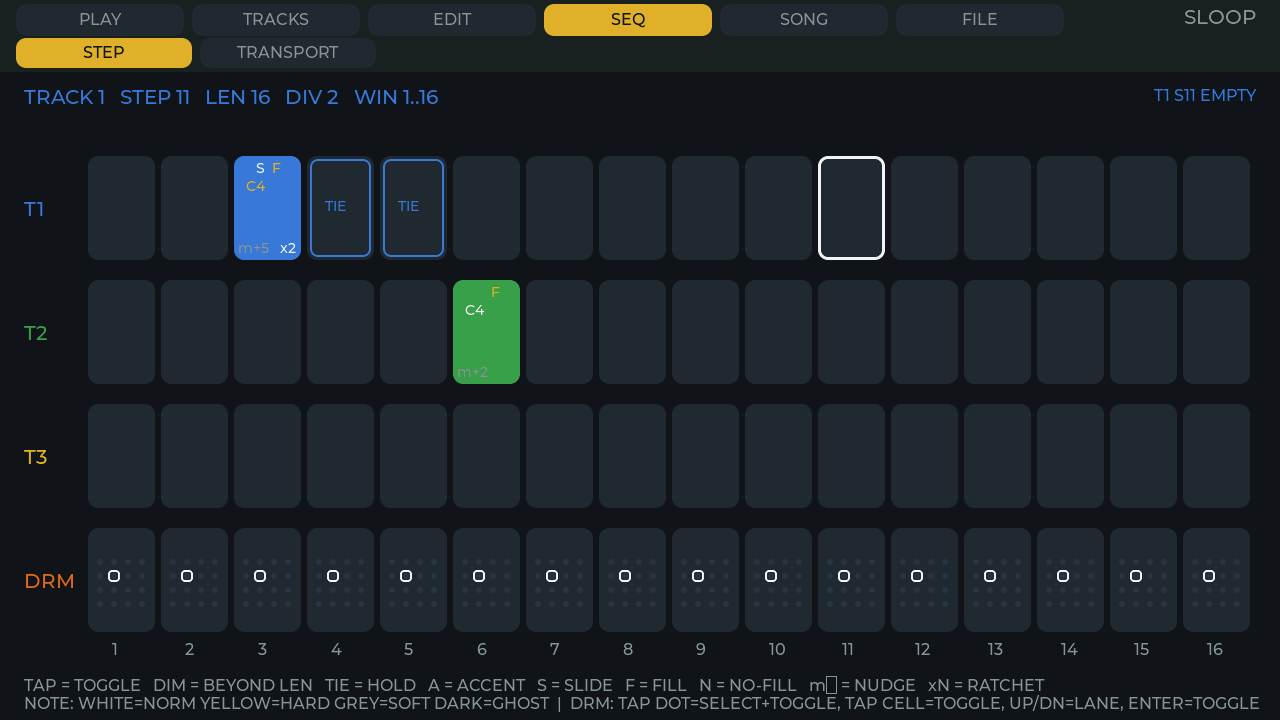 PLAY TRACKS EDIT SEQ SONG FILE SLOOP
STEP TRANSPORT
TRACK 1 STEP 11 LEN 16 DIV 2 WIN 1..16 T1 S11 EMPTY
T1
S F
C4
m+5 x2
TIE
TIE
T2
F
C4
m+2
T3
DRM
1 2 3 4 5 6 7 8 9 10 11 12 13 14 15 16
TAP = TOGGLE DIM = BEYOND LEN TIE = HOLD A = ACCENT S = SLIDE F = FILL N = NO-FILL m□ = NUDGE xN = RATCHET
NOTE: WHITE=NORM YELLOW=HARD GREY=SOFT DARK=GHOST | DRM: TAP DOT=SELECT+TOGGLE, TAP CELL=TOGGLE, UP/DN=LANE, ENTER=TOGGLE